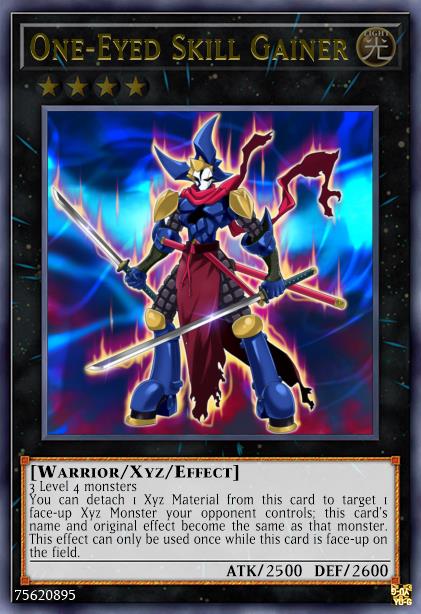 ONE-EYED SKILL GAINER
LIGHT
光
[WARRIOR/XYZ/EFFECT]
3 Level 4 monsters
You can detach 1 Xyz Material from this card to target 1
face-up Xyz Monster your opponent controls; this card's
name and original effect become the same as that monster.
This effect can only be used once while this card is face-up on
the field.
ATK/2500 DEF/2600
75620895